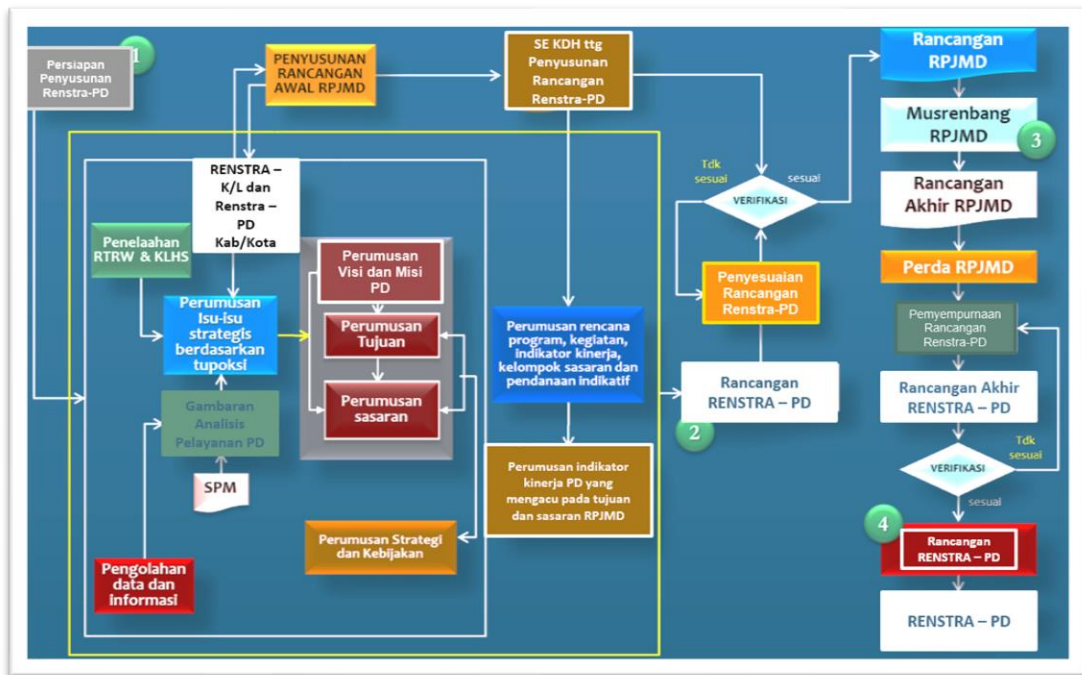 1
Persiapan
Penyusunan
Renstra-PD
PENYUSUNAN
RANCANGAN
AWAL RPJMD
SE KDH ttg
Penyusunan
Rancangan
Renstra-PD
RENSTRA –
K/L dan
Renstra –
PD
Kab/Kota
Penelaahan
RTRW & KLHS
Perumusan
Isu-isu
strategis
berdasarkan
tupoksi
Gambaran
Analisis
Pelayanan PD
SPM
Pengolahan
data dan
informasi
Perumusan
Visi dan Misi
PD
Perumusan
Tujuan
Perumusan
sasaran
Perumusan Strategi
dan Kebijakan
Perumusan rencana
program, kegiatan,
indikator kinerja,
kelompok sasaran dan
pendanaan indikatif
Perumusan indikator
kinerja PD yang
mengacu pada tujuan
dan sasaran RPJMD
Tdk
sesuai
sesuai
VERIFIKASI
Penyesuaian
Rancangan
Renstra-PD
Rancangan
RENSTRA – PD
2
Rancangan
RPJMD
Musrenbang
RPJMD
3
Rancangan
Akhir RPJMD
Perda RPJMD
Penyempurnaan
Rancangan
Renstra-PD
Rancangan Akhir
RENSTRA – PD
Tdk
sesuai
VERIFIKASI
sesuai
4
Rancangan
RENSTRA – PD
RENSTRA – PD